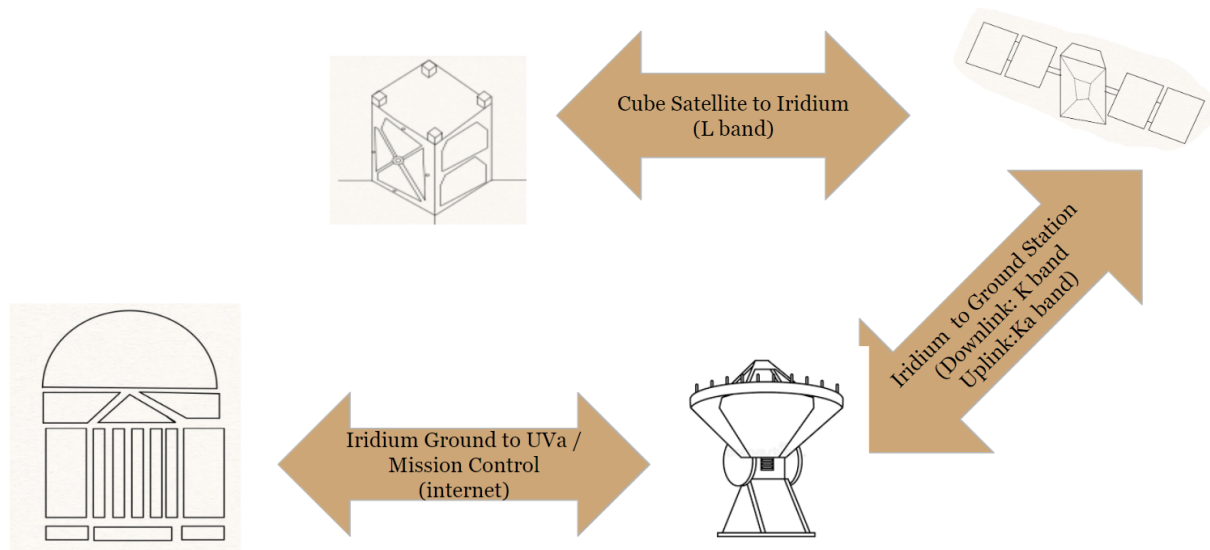 Cube Satellite to Iridium
(L band)
Iridium  to Ground Station
(Downlink: K band
Uplink:Ka band)
Iridium Ground to UVa /
Mission Control
(internet)